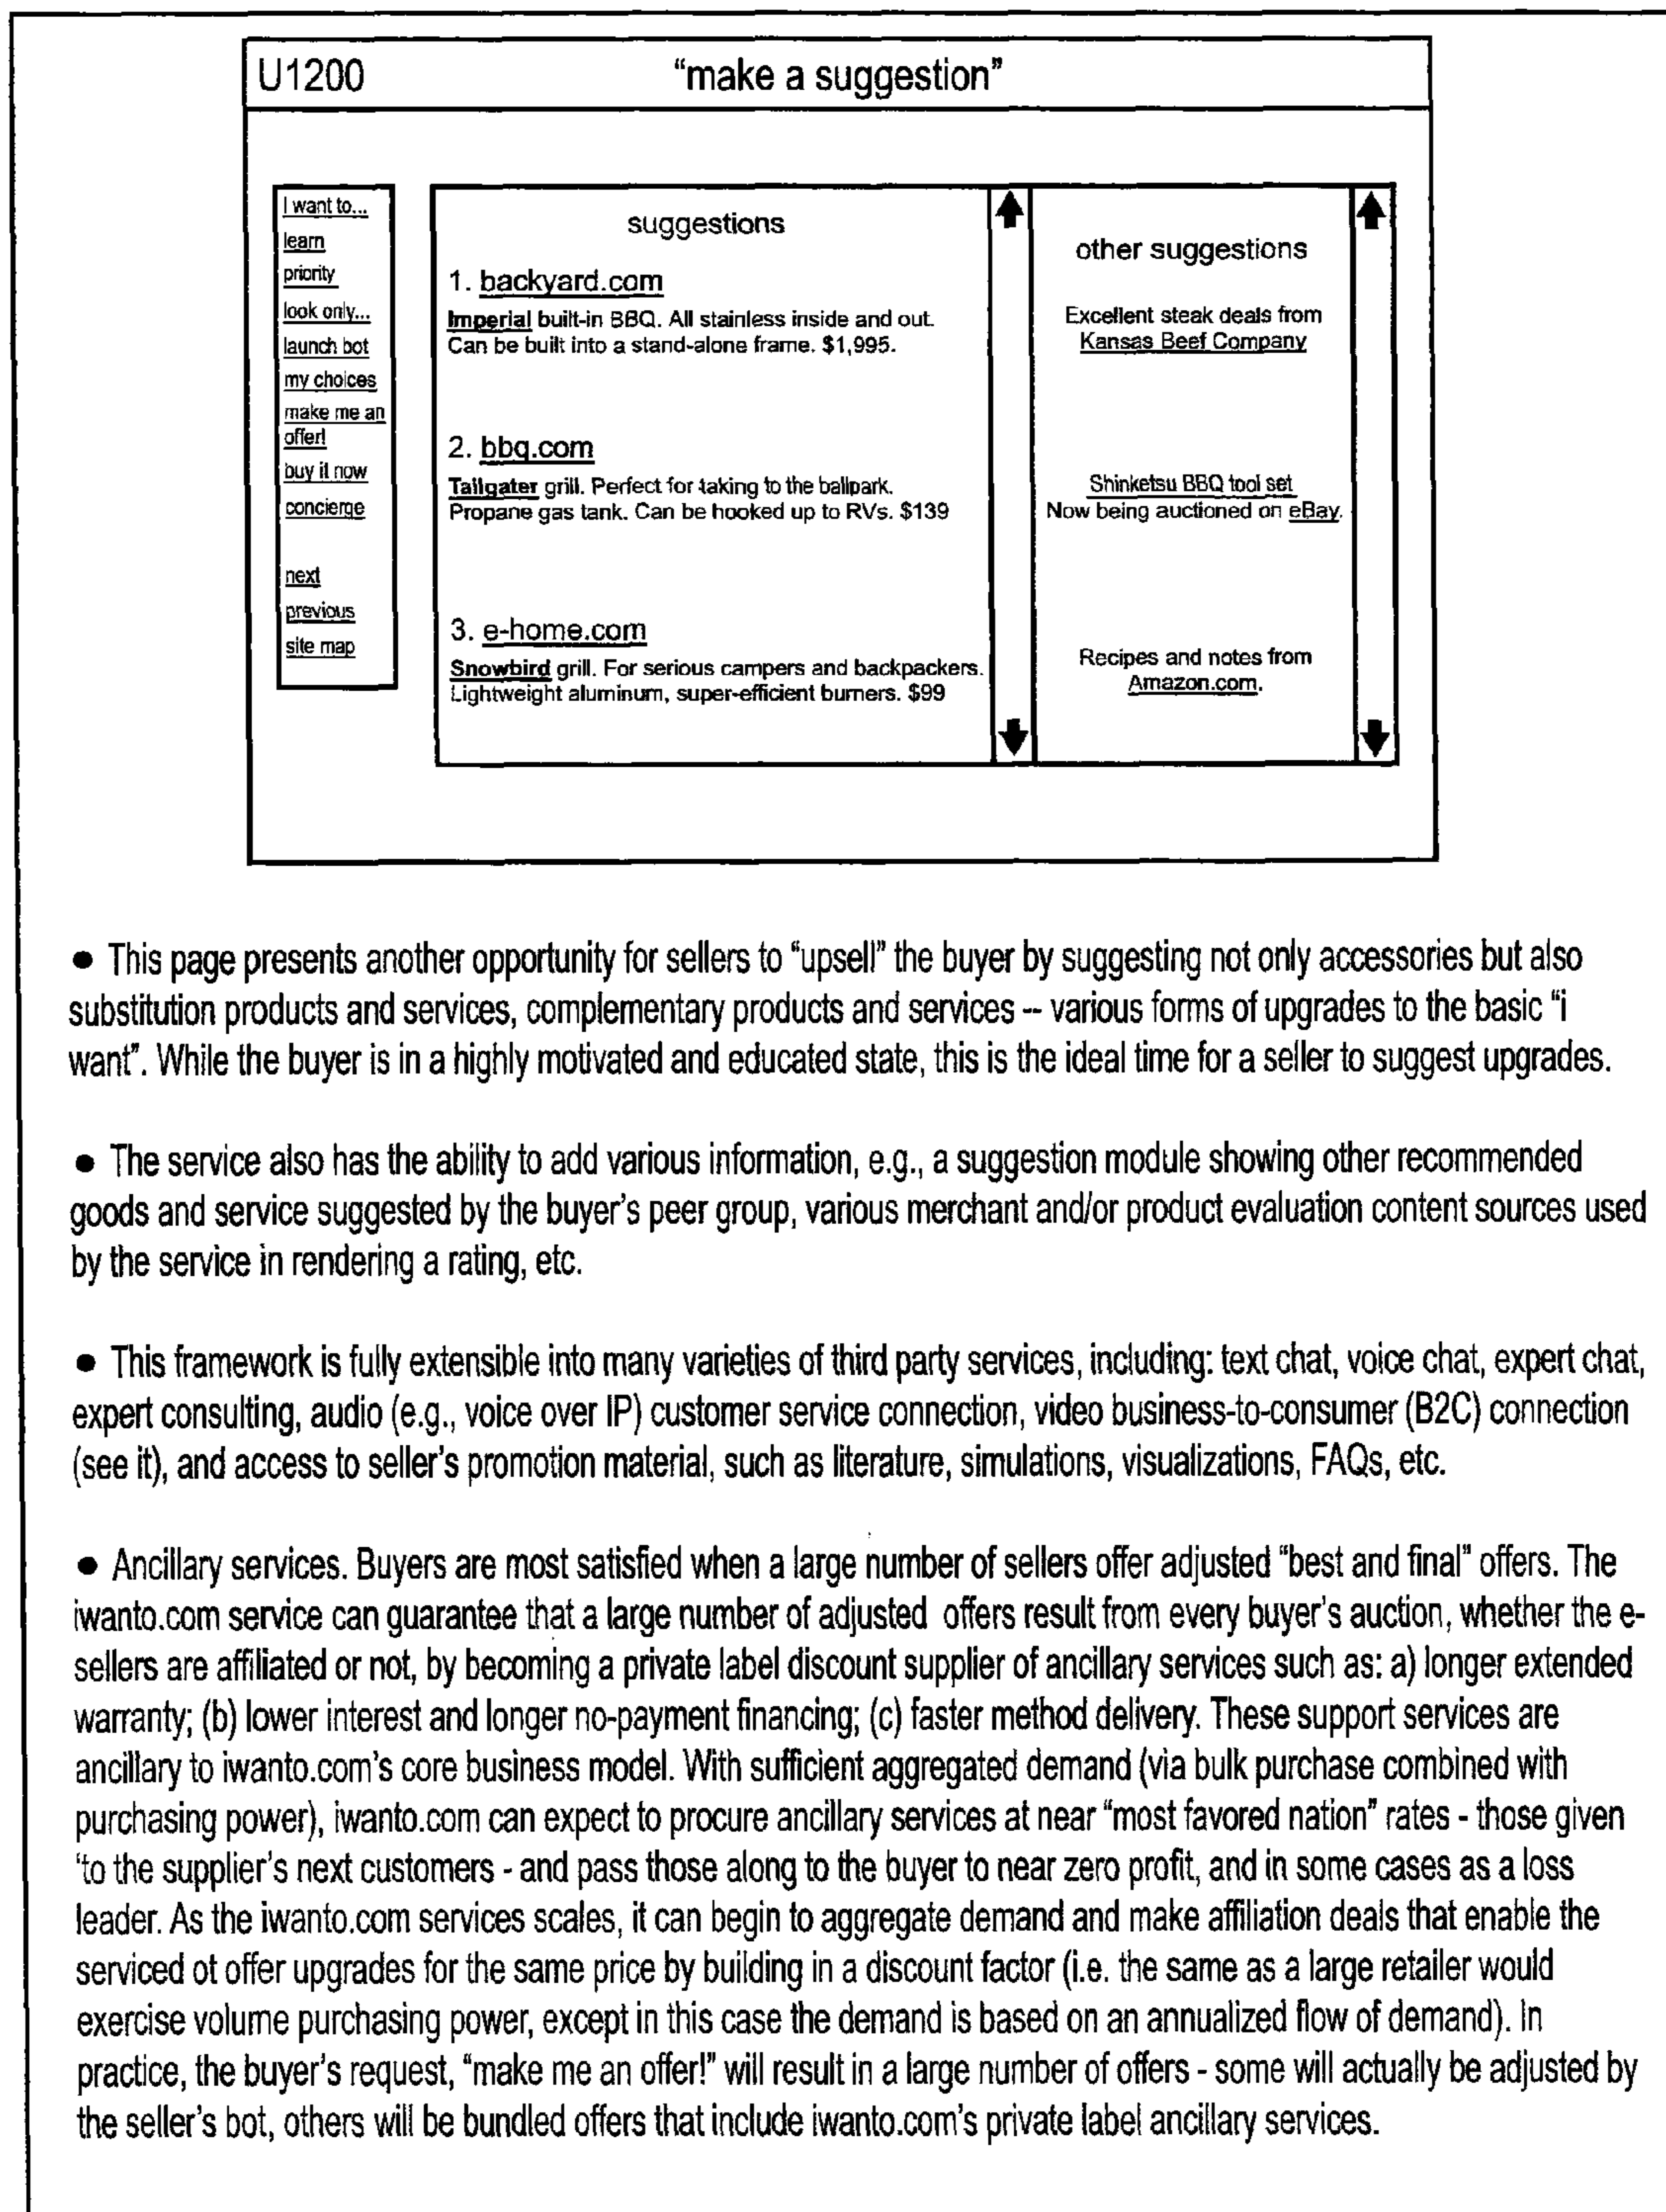 U1200 “make a suggestion”
I want to...
learn
priority
look only...
launch bot
my choices
make me an
offer!
buy it now
concierge
next
previous
site map
suggestions
1. backyard.com
Imperial built-in BBQ. All stainless inside and out.
Can be built into a stand-alone frame. $1,995.
2. bbq.com
Tailgater grill. Perfect for taking to the ballpark.
Propane gas tank. Can be hooked up to RVs. $139
3. e-home.com
Snowbird grill. For serious campers and backpackers.
Lightweight aluminum, super-efficient burners. $99
other suggestions
Excellent steak deals from
Kansas Beef Company
Shinketsu BBQ tool set
Now being auctioned on eBay.
Recipes and notes from
Amazon.com.
● This page presents another opportunity for sellers to “upsell” the buyer by suggesting not only accessories but also
substitution products and services, complementary products and services -- various forms of upgrades to the basic “i
want”. While the buyer is in a highly motivated and educated state, this is the ideal time for a seller to suggest upgrades.
● The service also has the ability to add various information, e.g., a suggestion module showing other recommended
goods and service suggested by the buyer’s peer group, various merchant and/or product evaluation content sources used
by the service in rendering a rating, etc.
● This framework is fully extensible into many varieties of third party services, including: text chat, voice chat, expert chat,
expert consulting, audio (e.g., voice over IP) customer service connection, video business-to-consumer (B2C) connection
(see it), and access to seller’s promotion material, such as literature, simulations, visualizations, FAQs, etc.
● Ancillary services. Buyers are most satisfied when a large number of sellers offer adjusted “best and final” offers. The
iwanto.com service can guarantee that a large number of adjusted offers result from every buyer’s auction, whether the e-
sellers are affiliated or not, by becoming a private label discount supplier of ancillary services such as: a) longer extended
warranty; (b) lower interest and longer no-payment financing; (c) faster method delivery. These support services are
ancillary to iwanto.com’s core business model. With sufficient aggregated demand (via bulk purchase combined with
purchasing power), iwanto.com can expect to procure ancillary services at near “most favored nation” rates - those given
‘to the supplier’s next customers - and pass those along to the buyer to near zero profit, and in some cases as a loss
leader. As the iwanto.com services scales, it can begin to aggregate demand and make affiliation deals that enable the
serviced ot offer upgrades for the same price by building in a discount factor (i.e. the same as a large retailer would
exercise volume purchasing power, except in this case the demand is based on an annualized flow of demand). In
practice, the buyer’s request, “make me an offer!” will result in a large number of offers - some will actually be adjusted by
the seller’s bot, others will be bundled offers that include iwanto.com’s private label ancillary services.